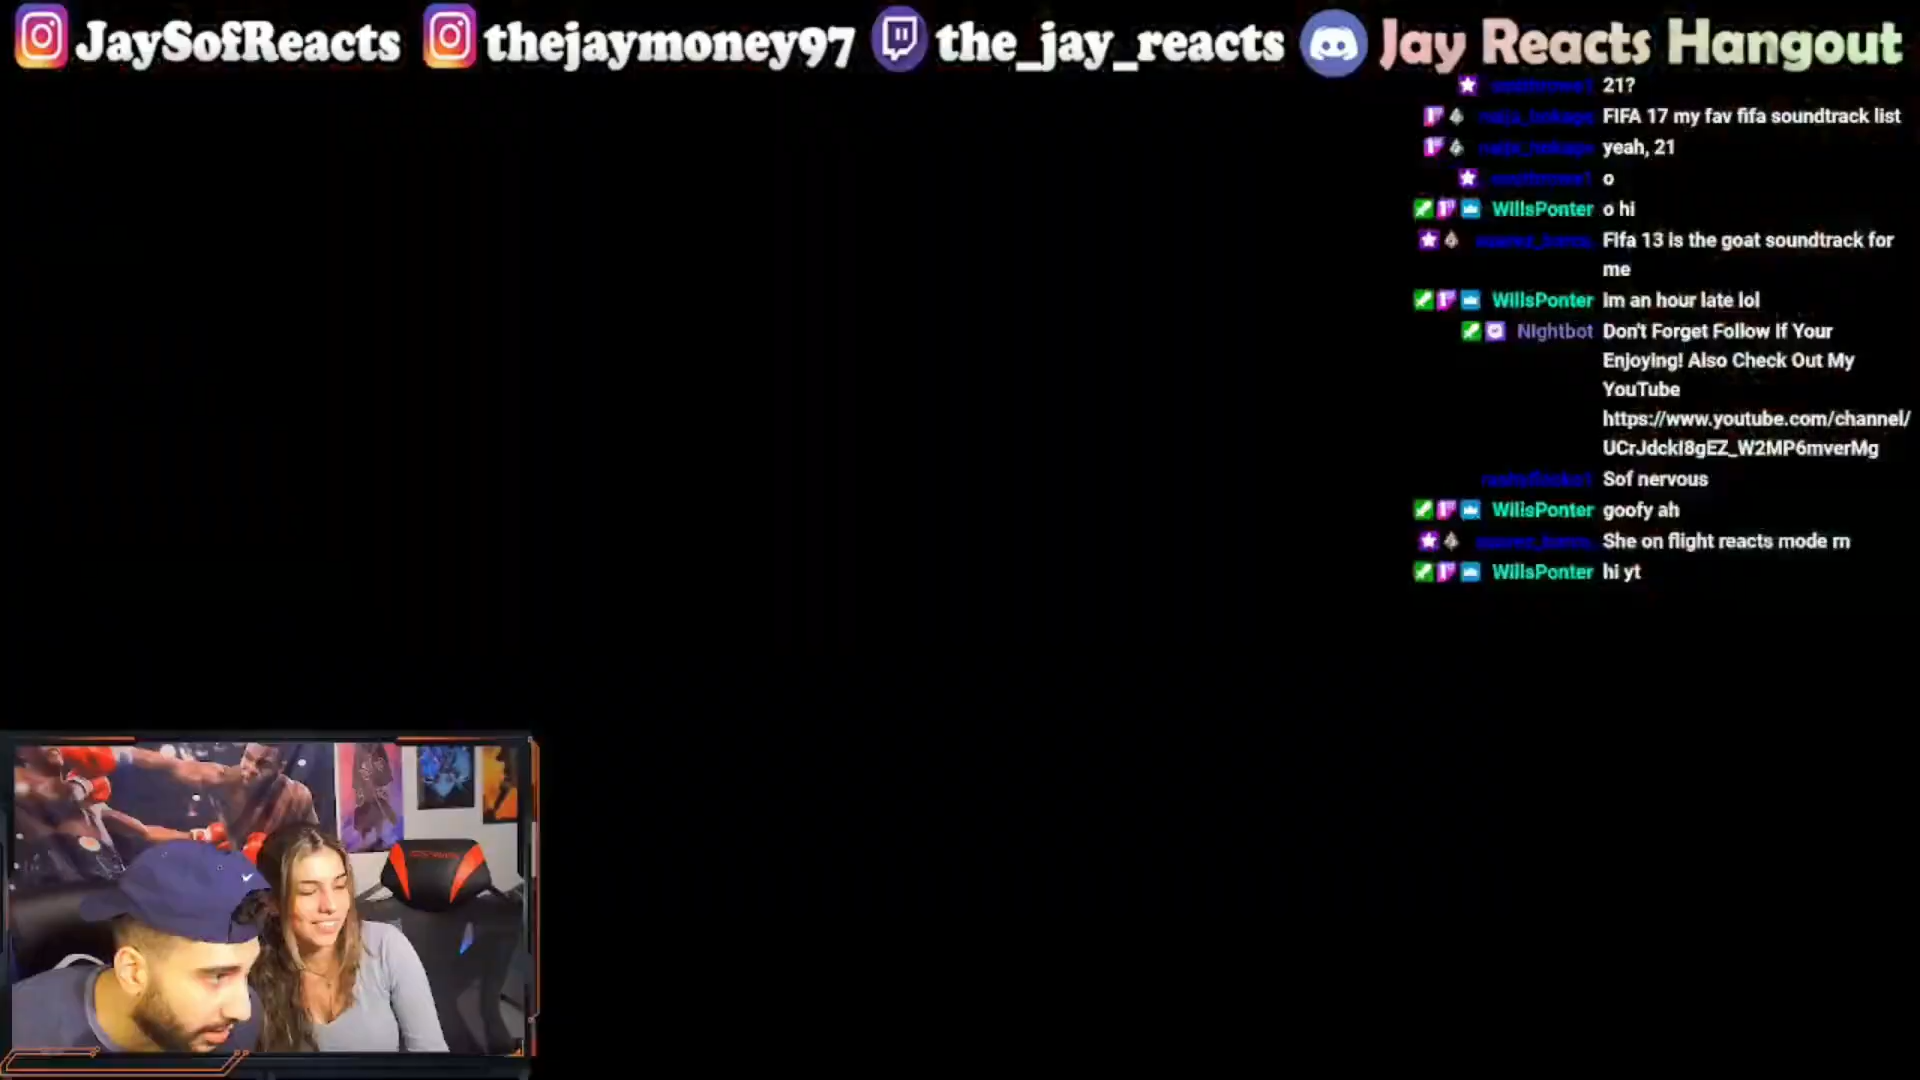 JaySofReacts thejaymoney97 the_jay_reacts Jay Reacts Hangout
21?
FIFA 17 my fav fifa soundtrack list
yeah, 21
o
WillsPonter o hi
Fifa 13 is the goat soundtrack for
me
WillsPonter Im an hour late lol
Nightbot Don't Forget Follow If Your
Enjoying! Also Check Out My
YouTube
https://www.youtube.com/channel/
UCrJdckI8gEZ_W2MP6mverMg
Sof nervous
WillsPonter goofy ah
She on flight reacts mode rn
WillsPonter hi yt